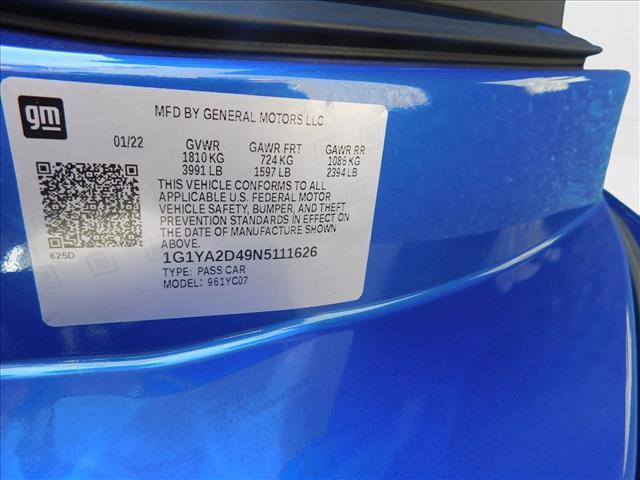 gm
MFD BY GENERAL MOTORS LLC
01/22 GVWR GAWR FRT GAWR RR
1810 KG 724 KG 1086 KG
3991 LB 1597 LB 2394 LB
THIS VEHICLE CONFORMS TO ALL
APPLICABLE U.S. FEDERAL MOTOR
VEHICLE SAFETY, BUMPER, AND THEFT
PREVENTION STANDARDS IN EFFECT ON
THE DATE OF MANUFACTURE SHOWN
ABOVE.
625D 1G1YA2D49N5111626
TYPE: PASS CAR
MODEL: 961YC07